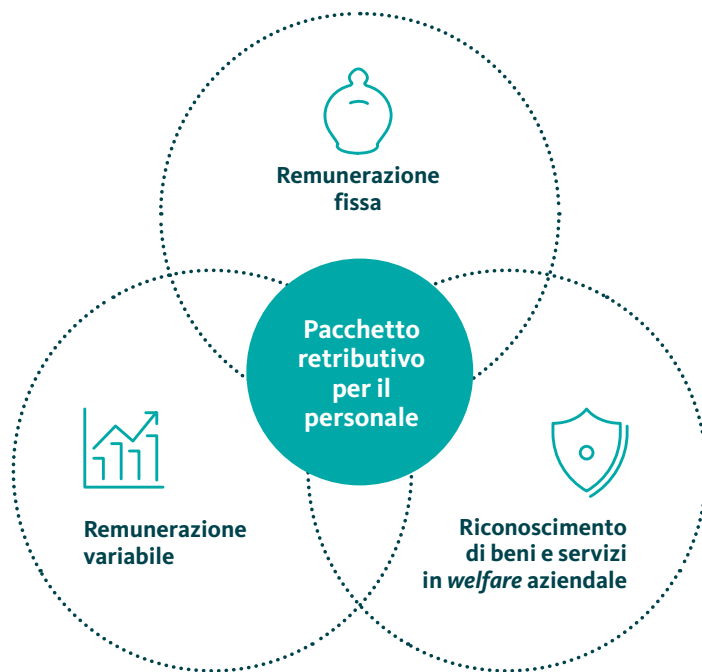 Remunerazione
fissa
Pacchetto
retributivo
per il
personale
Remunerazione
variabile
Riconoscimento
di beni e servizi
in welfare aziendale